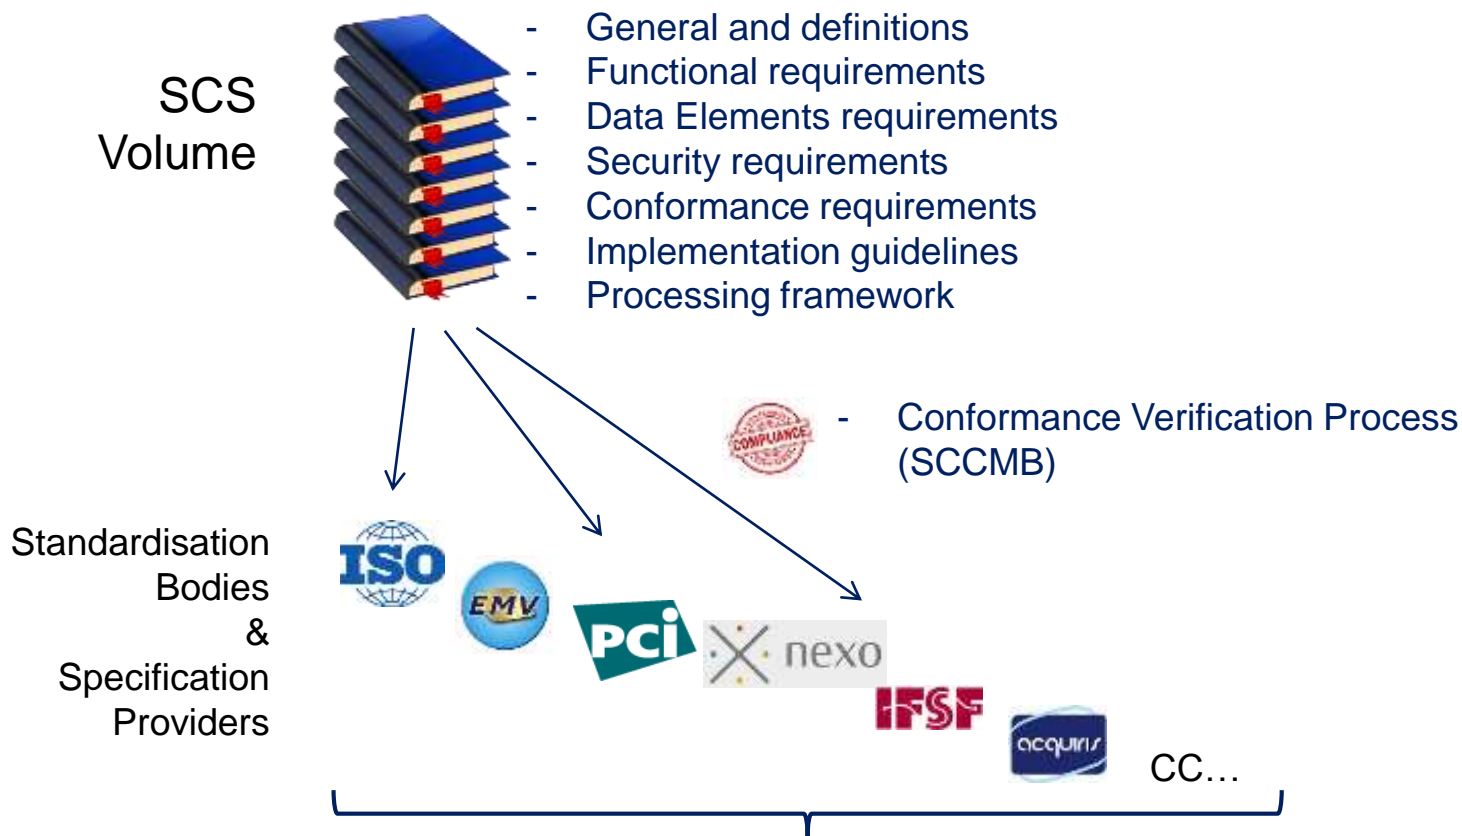 SCS
Volume
- General and definitions
- Functional requirements
- Data Elements requirements
- Security requirements
- Conformance requirements
- Implementation guidelines
- Processing framework
COMPLIANCE
- Conformance Verification Process
(SCCMB)
Standardisation
Bodies
&
Specification
Providers
ISO
EMV
PCi
nexo
IFSF
acquris
CC…